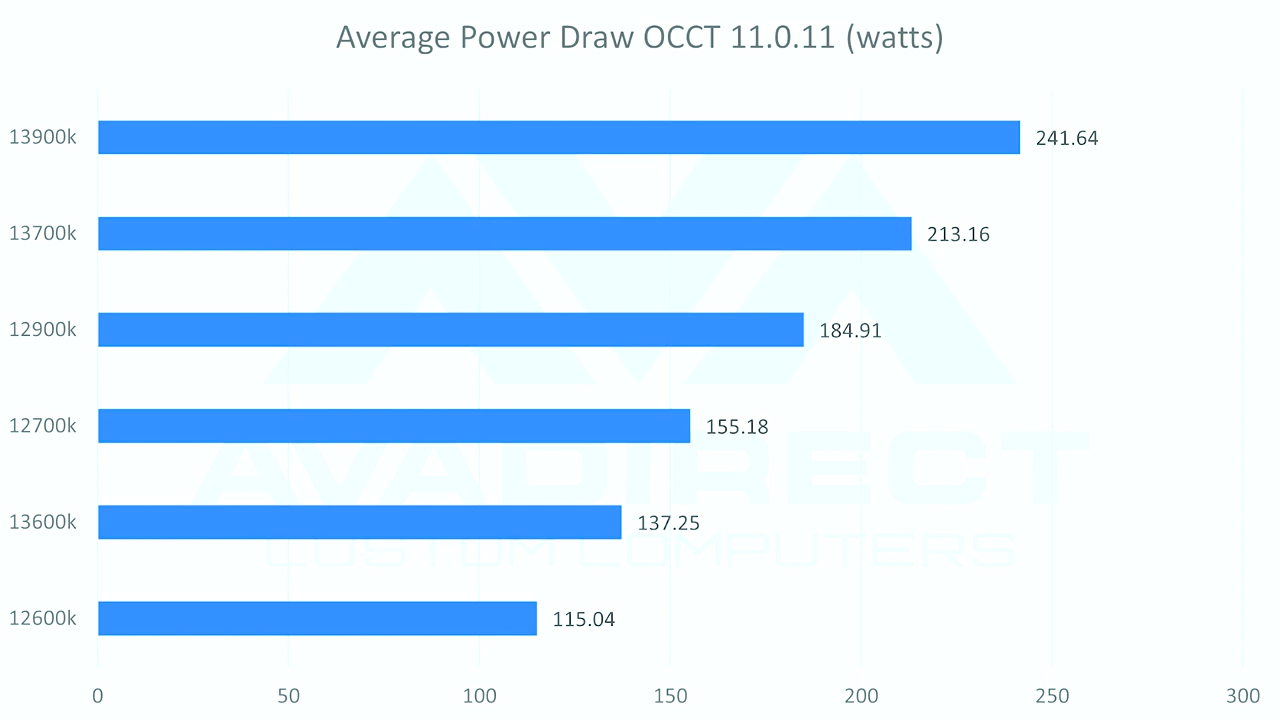 Average Power Draw OCCT 11.0.11 (watts)
13900k 241.64
13700k 213.16
12900k 184.91
12700k 155.18
13600k 137.25
12600k 115.04
0 50 100 150 200 250 300
AVA
AVADIRECT
CUSTOM COMPUTERS